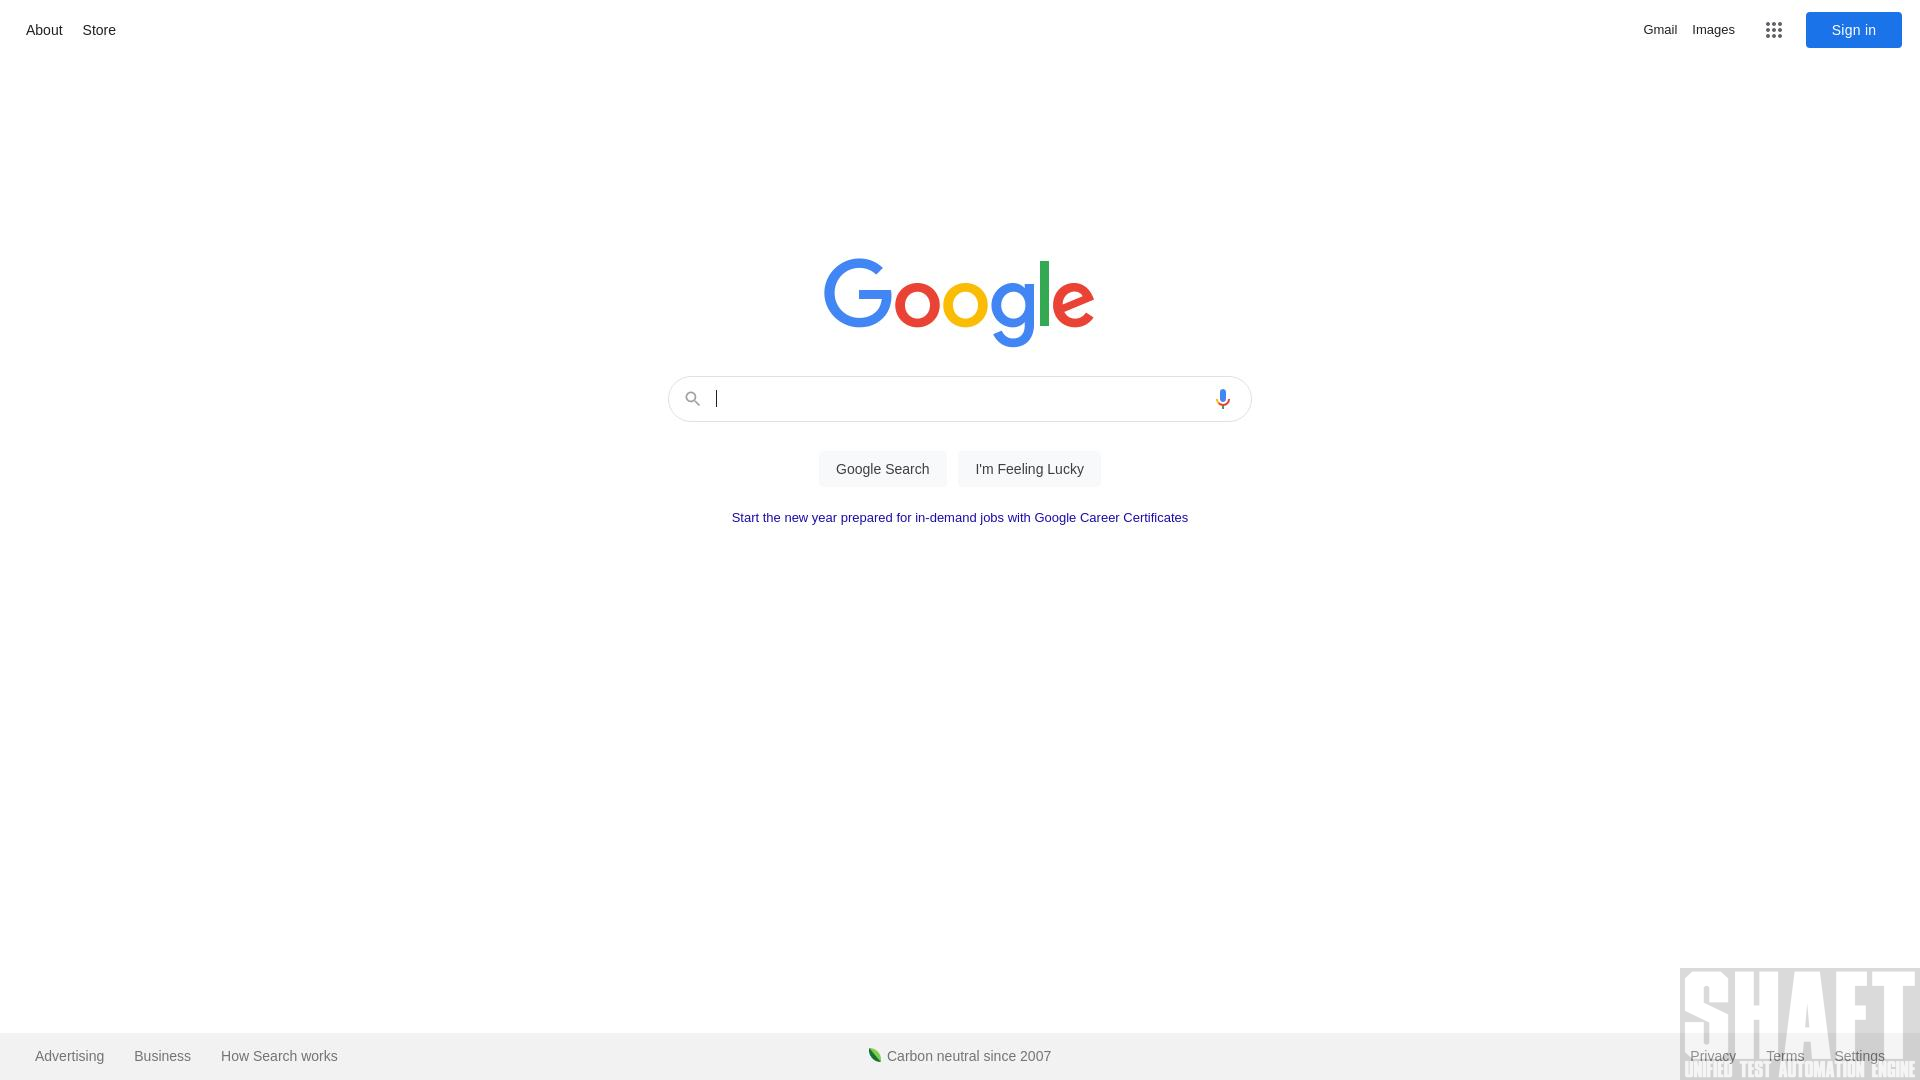 About Store Gmail Images Sign in
Google
Google Search I'm Feeling Lucky
Start the new year prepared for in-demand jobs with Google Career Certificates
SHAFT
Advertising Business How Search works Carbon neutral since 2007 Privacy Terms Settings
UNIFIED TEST AUTOMATION ENGINE